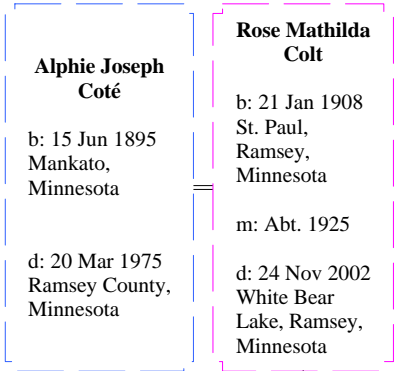 Alphie Joseph
Coté
b: 15 Jun 1895
Mankato,
Minnesota
d: 20 Mar 1975
Ramsey County,
Minnesota
Rose Mathilda
Colt
b: 21 Jan 1908
St. Paul,
Ramsey,
Minnesota
m: Abt. 1925
d: 24 Nov 2002
White Bear
Lake, Ramsey,
Minnesota